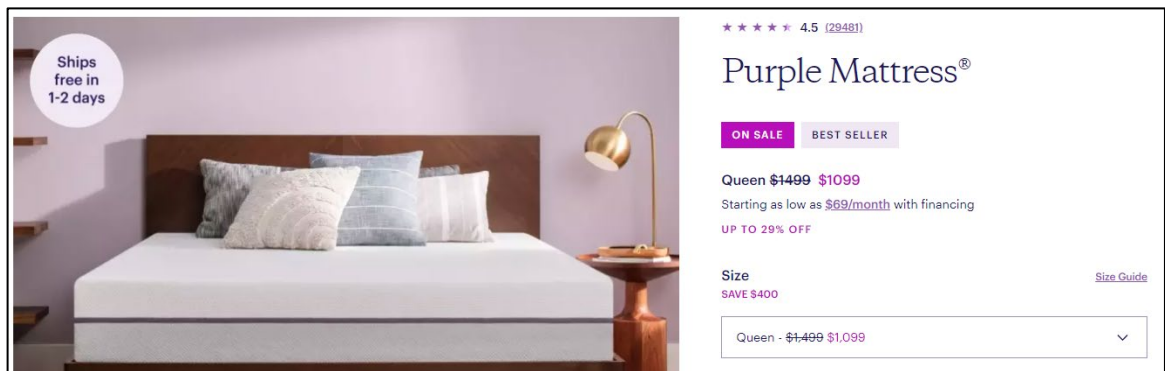 Ships
free in
1-2 days
4.5 (29481)
Purple Mattress®
ON SALE BEST SELLER
Queen $1499 $1099
Starting as low as $69/month with financing
UP TO 29% OFF
Size Size Guide
SAVE $400
Queen - $1,499 $1,099